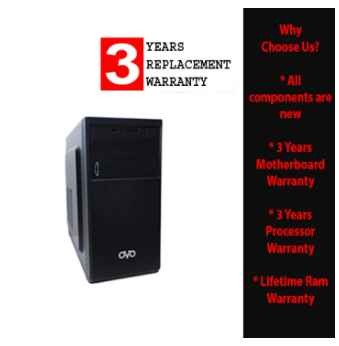 3 YEARS
REPLACEMENT
WARRANTY
OVO
Why
Choose Us?
* All
components are
new
* 3 Years
Motherboard
Warranty
* 3 Years
Processor
Warranty
* Lifetime Ram
Warranty